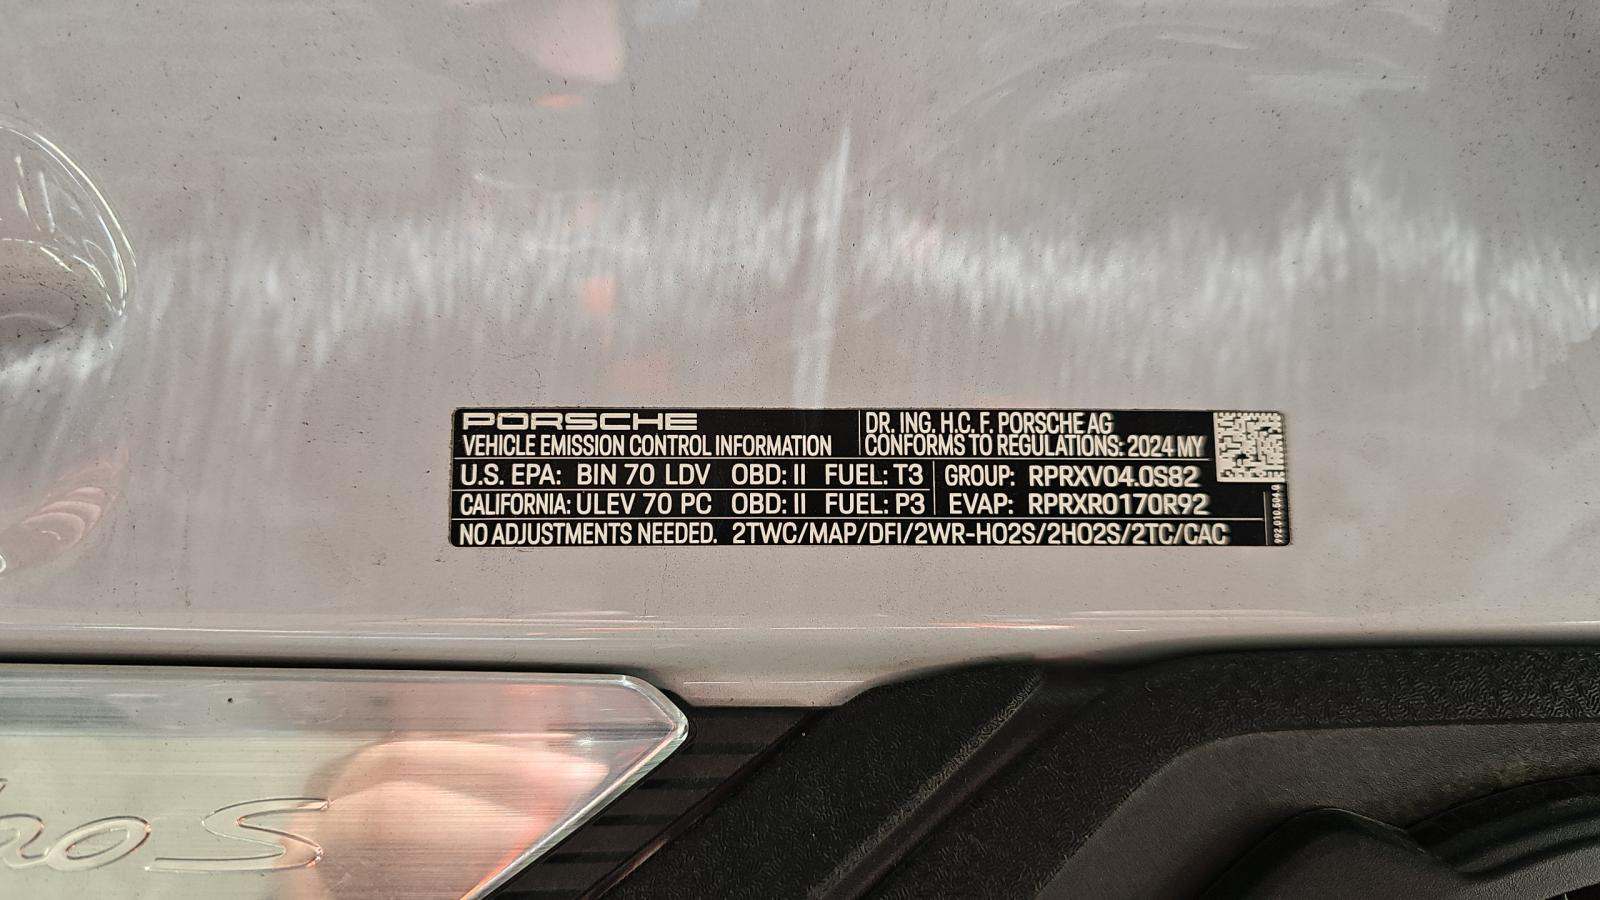 PORSCHE
VEHICLE EMISSION CONTROL INFORMATION
DR. ING. H.C. F. PORSCHE AG
CONFORMS TO REGULATIONS: 2024 MY
U.S. EPA: BIN 70 LDV OBD: II FUEL: T3 GROUP: RPRXV04.0S82
CALIFORNIA: ULEV 70 PC OBD: II FUEL: P3 EVAP: RPRXR0170R92
NO ADJUSTMENTS NEEDED. 2TWC/MAP/DFI/2WR-HO2S/2HO2S/2TC/CAC
S